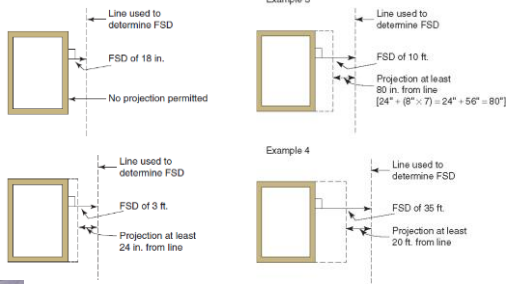 Line used to
determine FSD
FSD of 18 in.
No projection permitted
Example 3
Line used to
determine FSD
FSD of 10 ft.
Projection at least
80 in. from line
[24" + (8" × 7) = 24" + 56" = 80"]
Line used to
determine FSD
FSD of 3 ft.
Projection at least
24 in. from line
Example 4
Line used to
determine FSD
FSD of 35 ft.
Projection at least
20 ft. from line